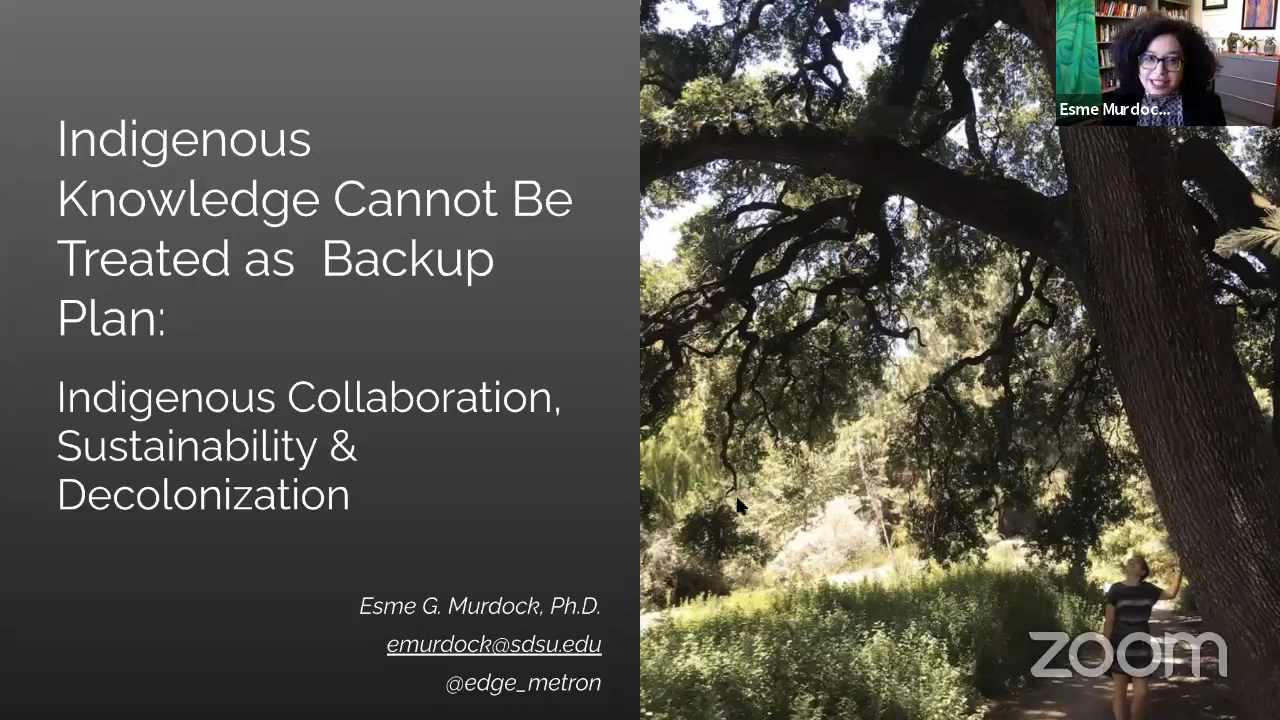 Indigenous
Knowledge Cannot Be
Treated as  Backup
Plan:
Indigenous Collaboration,
Sustainability &
Decolonization
Esme G. Murdock, Ph.D.
emurdock@sdsu.edu
@edge_metron
Esme Murdoc...
zoom